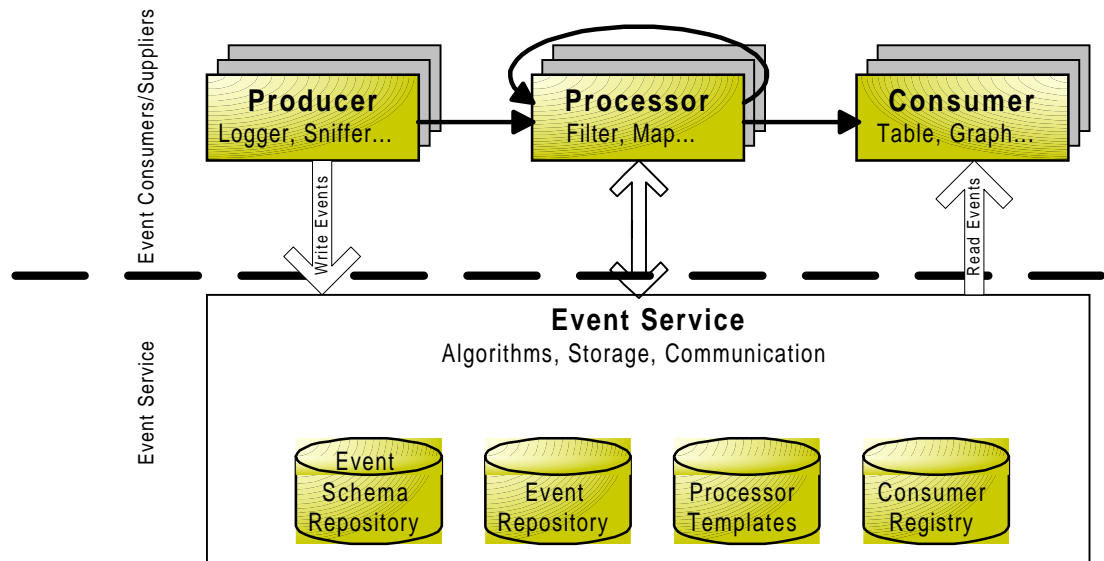 Event Consumers/Suppliers
Producer
Logger, Sniffer...
Processor
Filter, Map...
Consumer
Table, Graph...
Write Events
Read Events
Event Service
Event Service
Algorithms, Storage, Communication
Event
Schema
Repository
Event
Repository
Processor
Templates
Consumer
Registry